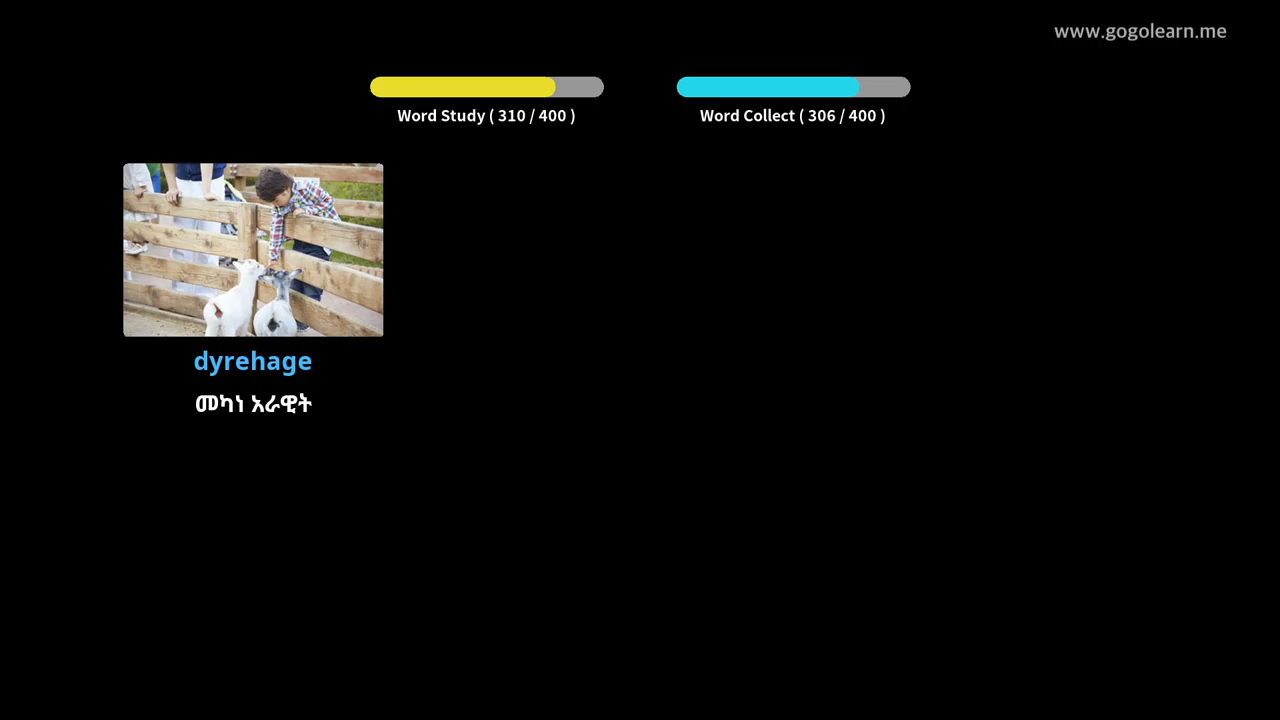 www.gogolearn.me
Word Study ( 310 / 400 )
Word Collect ( 306 / 400 )
dyrehage
መካነ አራዊት